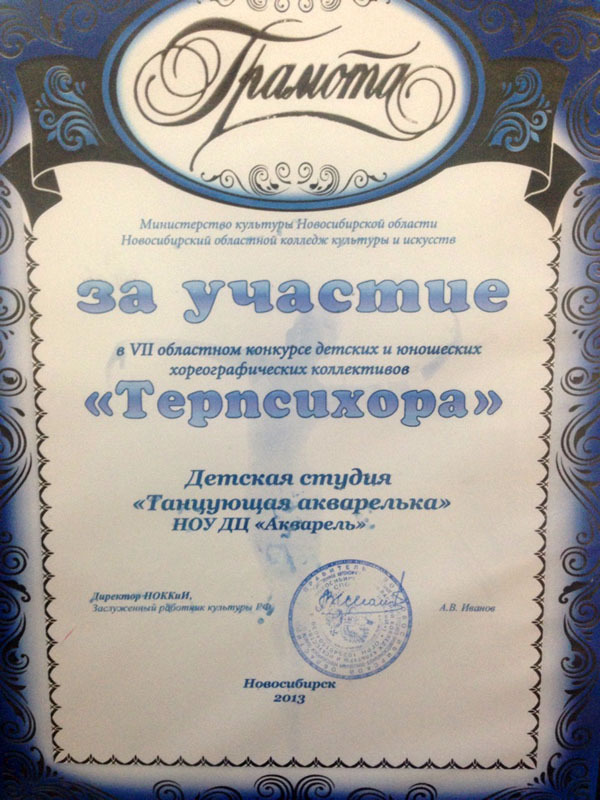 Грамота
Министерство культуры Новосибирской области
Новосибирский областной колледж культуры и искусств
за участие
в VII областном конкурсе детских и юношеских
хореографических коллективов
«Терпсихора»
Детская студия
«Танцующая акварелька»
НОУ ДЦ «Акварель»
Директор НОККиИ,
Заслуженный работник культуры РФ
А.В. Иванов
Новосибирск
2013